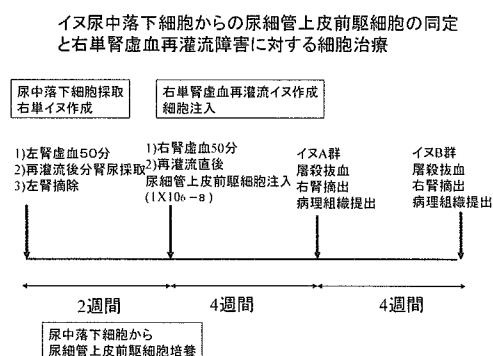 イヌ尿中落下細胞からの尿細管上皮前駆細胞の同定
と右単腎虚血再灌流障害に対する細胞治療
尿中落下細胞採取
右単イヌ作成
右単腎虚血再灌流イヌ作成
細胞注入
1)左腎虚血50分
2)再灌流後分腎尿採取
3)左腎摘除
1)右腎虚血50分
2)再灌流直後
尿細管上皮前駆細胞注入
(1X106-8)
イヌA群
屠殺抜血
右腎摘出
病理組織提出
イヌB群
屠殺抜血
右腎摘出
病理組織提出
2週間
4週間
4週間
尿中落下細胞から
尿細管上皮前駆細胞培養